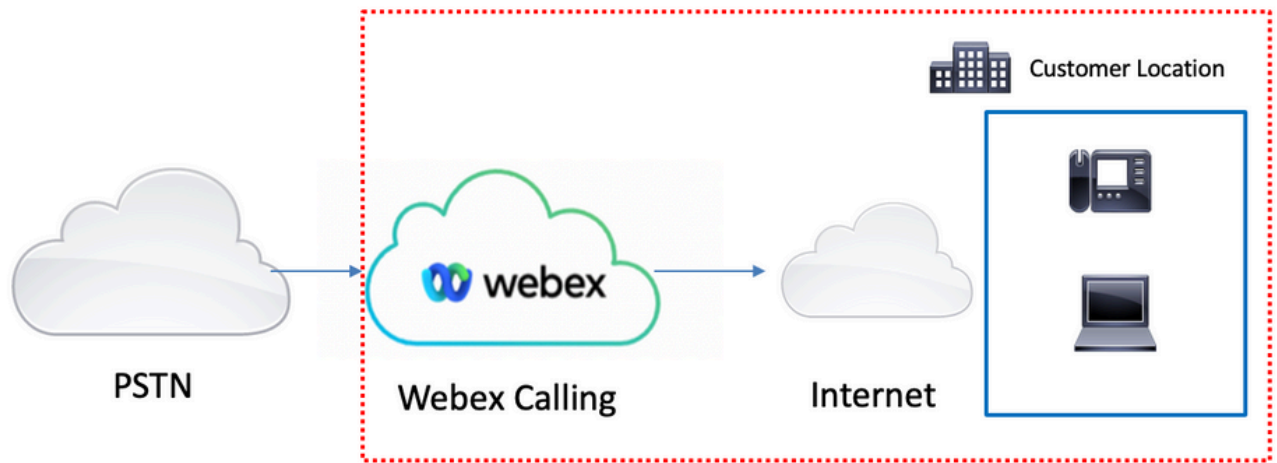 Customer Location
webex
PSTN
Webex Calling
Internet